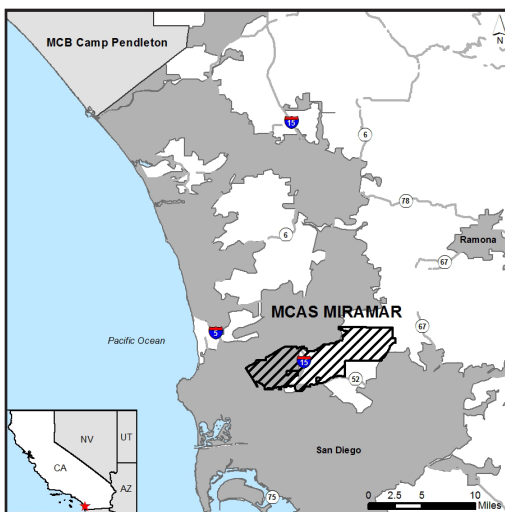 MCB Camp Pendleton
N
15
6
78
Ramona
6
67
MCAS MIRAMAR
5
67
Pacific Ocean
15
52
NV
UT
CA
San Diego
AZ
75
0 2.5 5 10
Miles